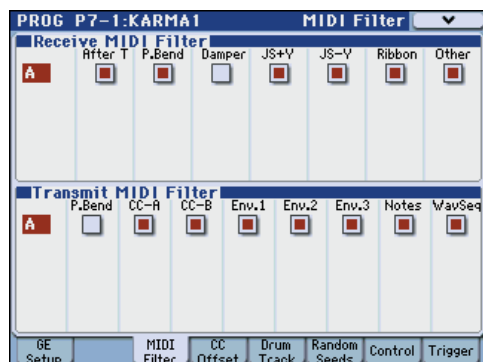 PROG P7-1:KARMA1 MIDI Filter
Receive MIDI Filter
After T P.Bend Damper JS+Y JS-Y Ribbon Other
A
Transmit MIDI Filter
P.Bend CC-A CC-B Env.1 Env.2 Env.3 Notes WavSeq
A
GE Setup MIDI Filter CC Offset Drum Track Random Seeds Control Trigger